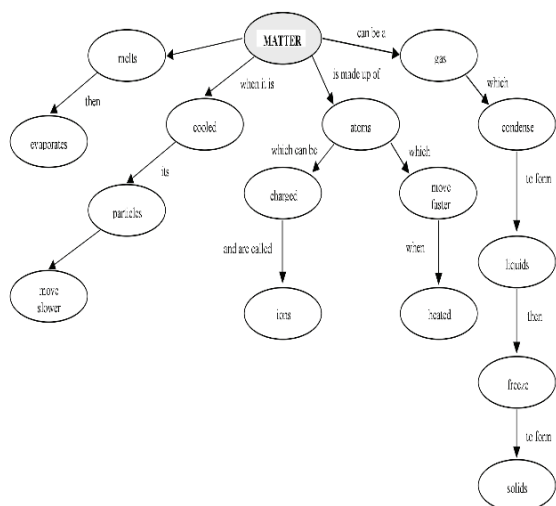 MATTER
can be a
melts
gas
when it is
is made up of
which
then
cooled
atoms
condense
evaporates
which can be
which
to form
its
charged
move
faster
particles
and are called
when
liquids
move
slower
ions
heated
then
freeze
to form
solids